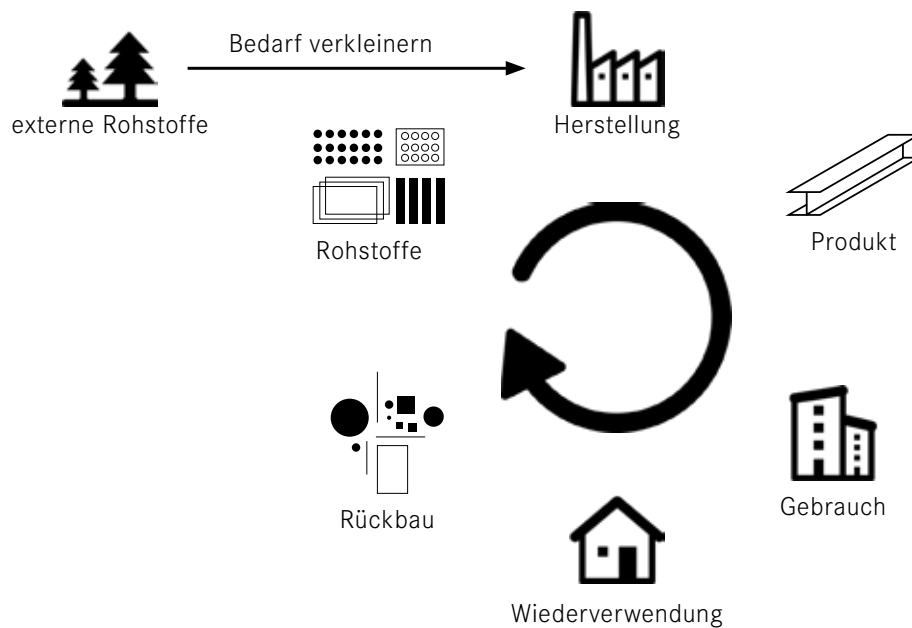 Bedarf verkleinern
externe Rohstoffe
Herstellung
Rohstoffe
Produkt
Rückbau
Gebrauch
Wiederverwendung